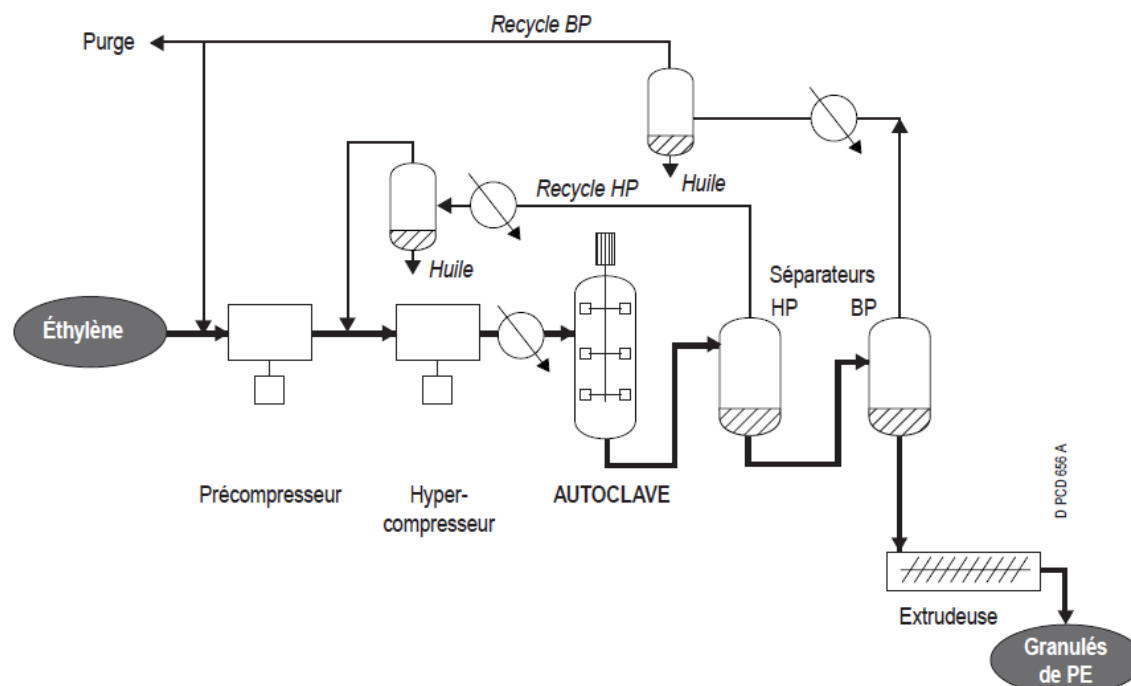 Recycle BP
Purge
Huile
Recycle HP
Huile
Séparateurs
HP BP
Éthylène
Précompresseur
Hyper-
compresseur
AUTOCLAVE
D PCD 656 A
Extrudeuse
Granulés
de PE